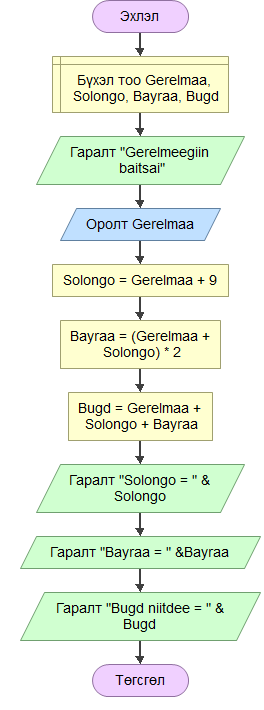 Эхлэл
Бүхэл тоо Gerelmaa,
Solongo, Bayraa, Bugd
Гаралт "Gerelmeegiin
baitsai"
Оролт Gerelmaa
Solongo = Gerelmaa + 9
Bayraa = (Gerelmaa +
Solongo) * 2
Bugd = Gerelmaa +
Solongo + Bayraa
Гаралт "Solongo = " &
Solongo
Гаралт "Bayraa = " &Bayraa
Гаралт "Bugd niitdee = " &
Bugd
Төгсгөл